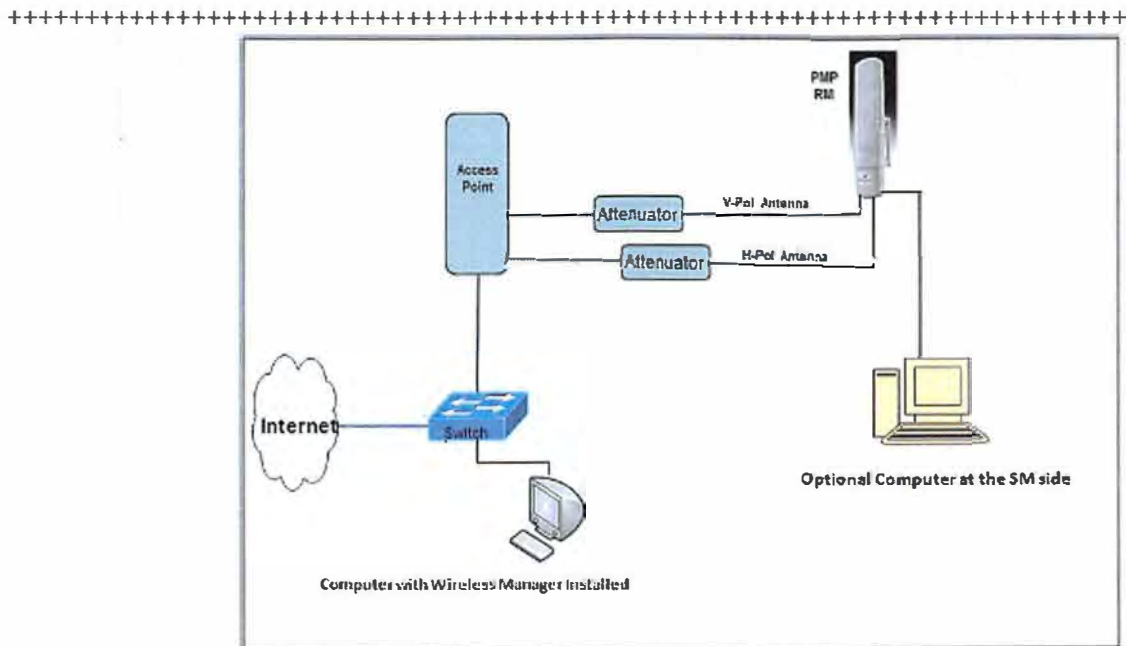 ++++++++++++++++++++++++++++++++++++++++++++++++++++++++++++++++++++++
PMP
RM
Access
Point
Attenuator
V-Pol Antenna
Attenuator
H-Pol Antenna
Internet
Switch
Optional Computer at the SM side
Computer with Wireless Manager Installed